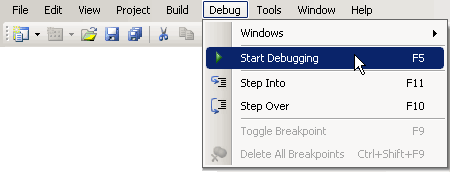 File Edit View Project Build Debug Tools Window Help
Windows
Start Debugging F5
Step Into F11
Step Over F10
Toggle Breakpoint F9
Delete All Breakpoints Ctrl+Shift+F9